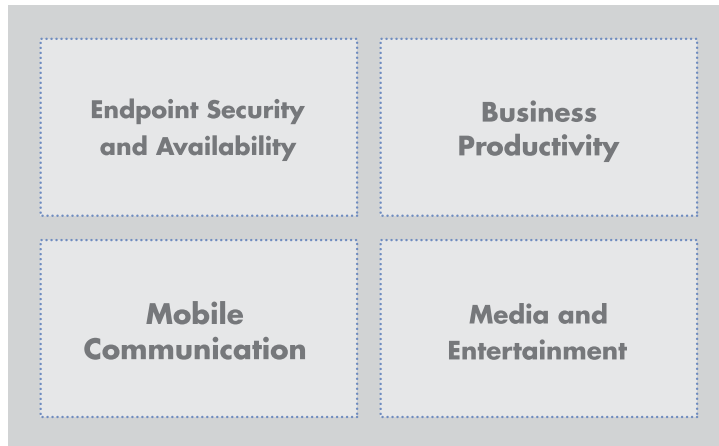 Endpoint Security
and Availability
Business
Productivity
Mobile
Communication
Media and
Entertainment